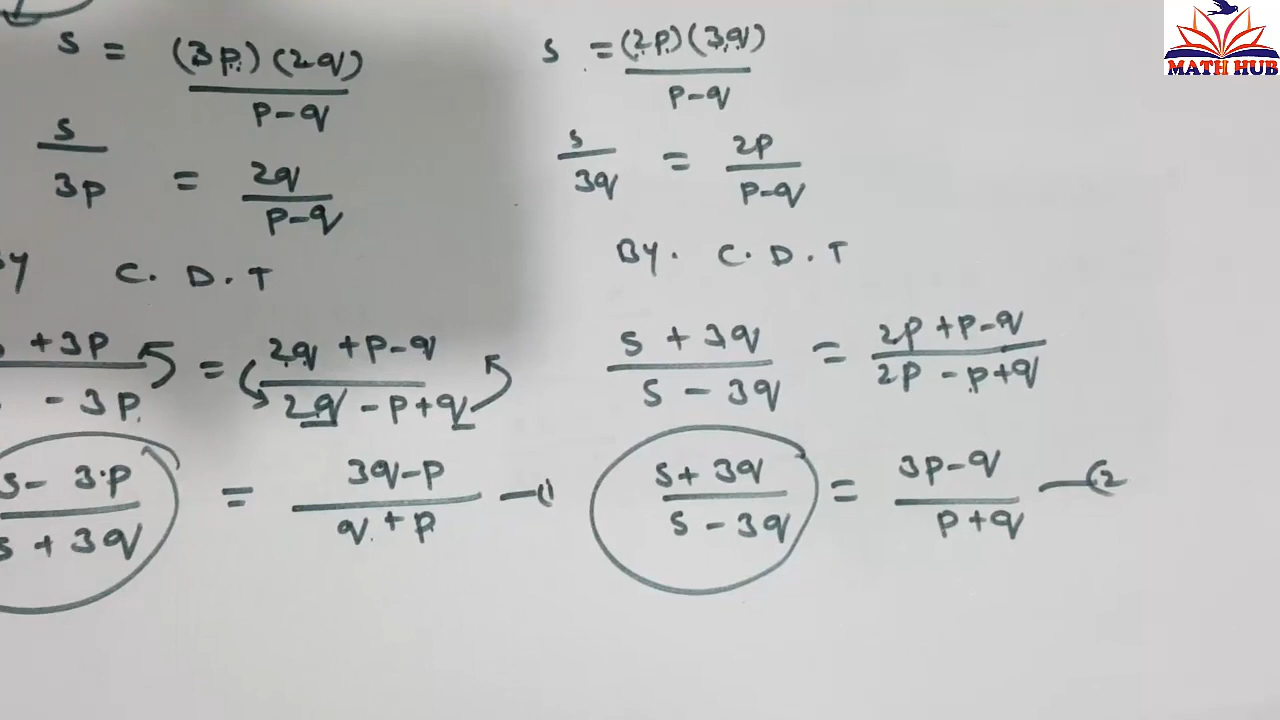 MATH HUB
s = (3p)(2q) / p-q
s / 3p = 2q / p-q
By C. D. T
s + 3p / s - 3p = 2q + p - q / 2q - p + q
s - 3p / s + 3q = 3q - p / q + p — (1)
s = (2p)(3q) / p-q
s / 3q = 2p / p-q
By. C. D. T
s + 3q / s - 3q = 2p + p - q / 2p - p + q
s + 3q / s - 3q = 3p - q / p + q — (2